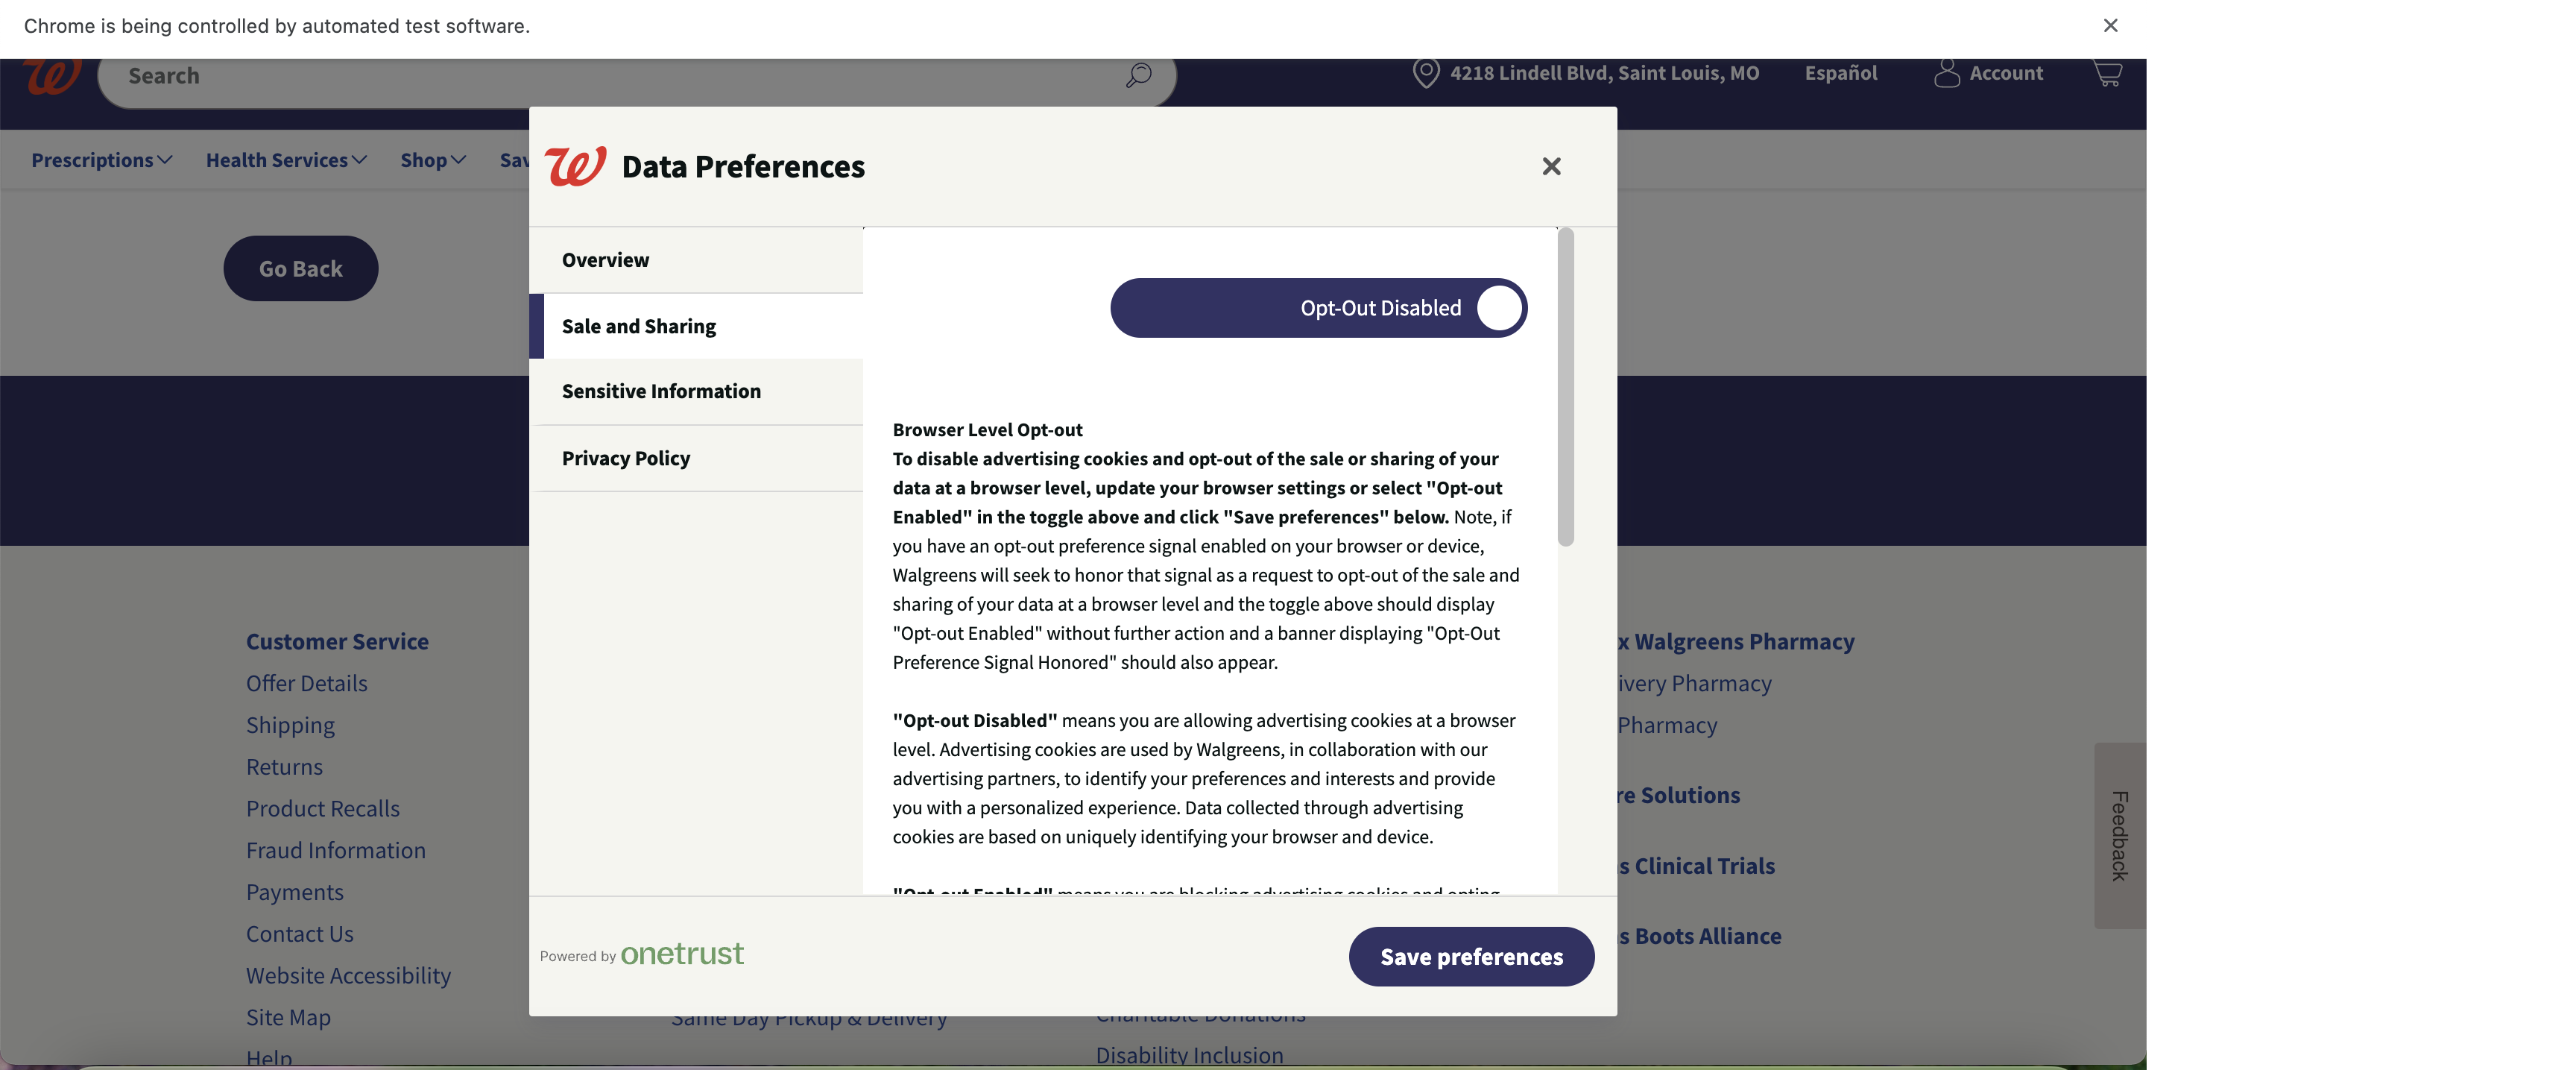 Chrome is being controlled by automated test software.
Search
4218 Lindell Blvd, Saint Louis, MO
Español
Account
Prescriptions
Health Services
Shop
Sav
Go Back
Data Preferences
Overview
Sale and Sharing
Sensitive Information
Privacy Policy
Opt-Out Disabled
Browser Level Opt-out
To disable advertising cookies and opt-out of the sale or sharing of your
data at a browser level, update your browser settings or select "Opt-out
Enabled" in the toggle above and click "Save preferences" below. Note, if
you have an opt-out preference signal enabled on your browser or device,
Walgreens will seek to honor that signal as a request to opt-out of the sale and
sharing of your data at a browser level and the toggle above should display
"Opt-out Enabled" without further action and a banner displaying "Opt-Out
Preference Signal Honored" should also appear.
"Opt-out Disabled" means you are allowing advertising cookies at a browser
level. Advertising cookies are used by Walgreens, in collaboration with our
advertising partners, to identify your preferences and interests and provide
you with a personalized experience. Data collected through advertising
cookies are based on uniquely identifying your browser and device.
"Opt-out Enabled" means you are blocking advertising cookies and opting
Powered by onetrust
Save preferences
Customer Service
Offer Details
Shipping
Returns
Product Recalls
Fraud Information
Payments
Contact Us
Website Accessibility
Site Map
Help
Same Day Pickup & Delivery
Charitable Donations
Disability Inclusion
x Walgreens Pharmacy
ivery Pharmacy
Pharmacy
re Solutions
s Clinical Trials
s Boots Alliance
Feedback